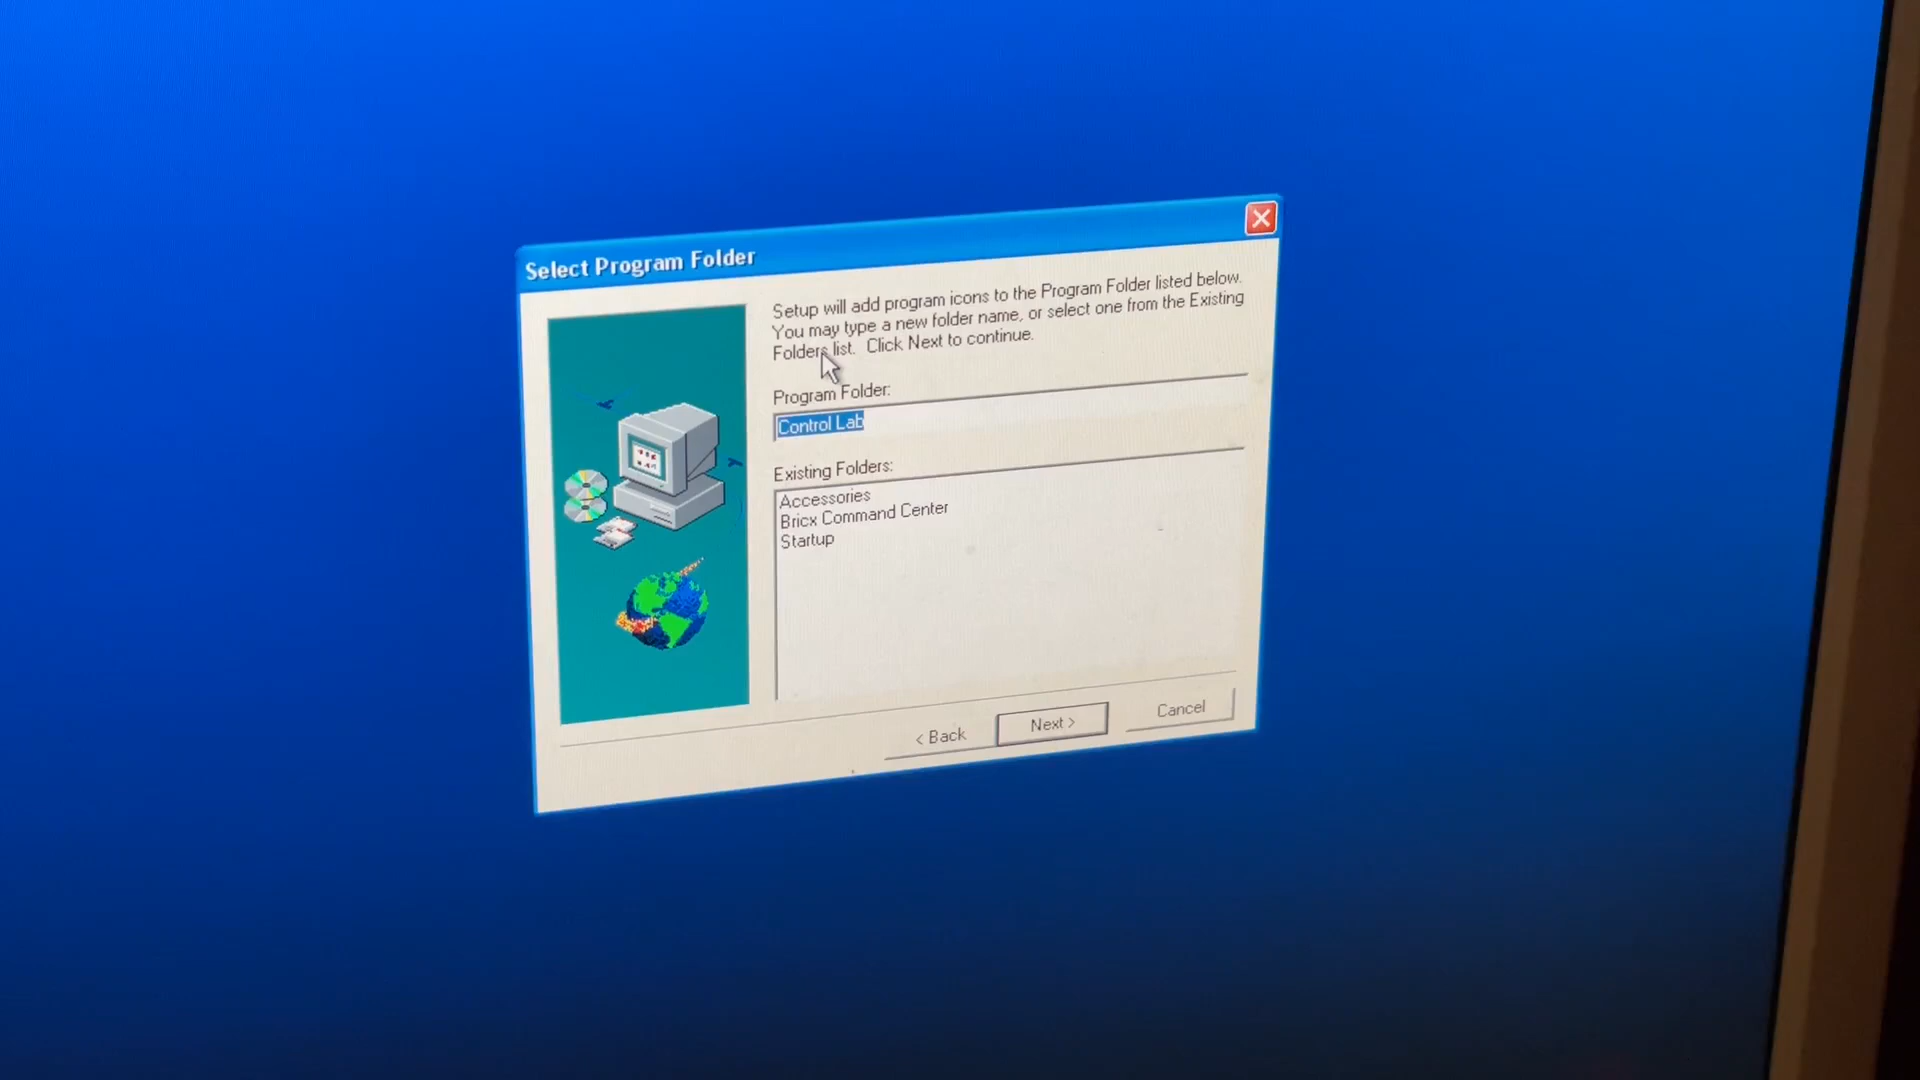 Select Program Folder
Setup will add program icons to the Program Folder listed below.
You may type a new folder name, or select one from the Existing
Folders list. Click Next to continue.
Program Folder:
Control Lab
Existing Folders:
Accessories
Bricx Command Center
Startup
< Back
Next >
Cancel